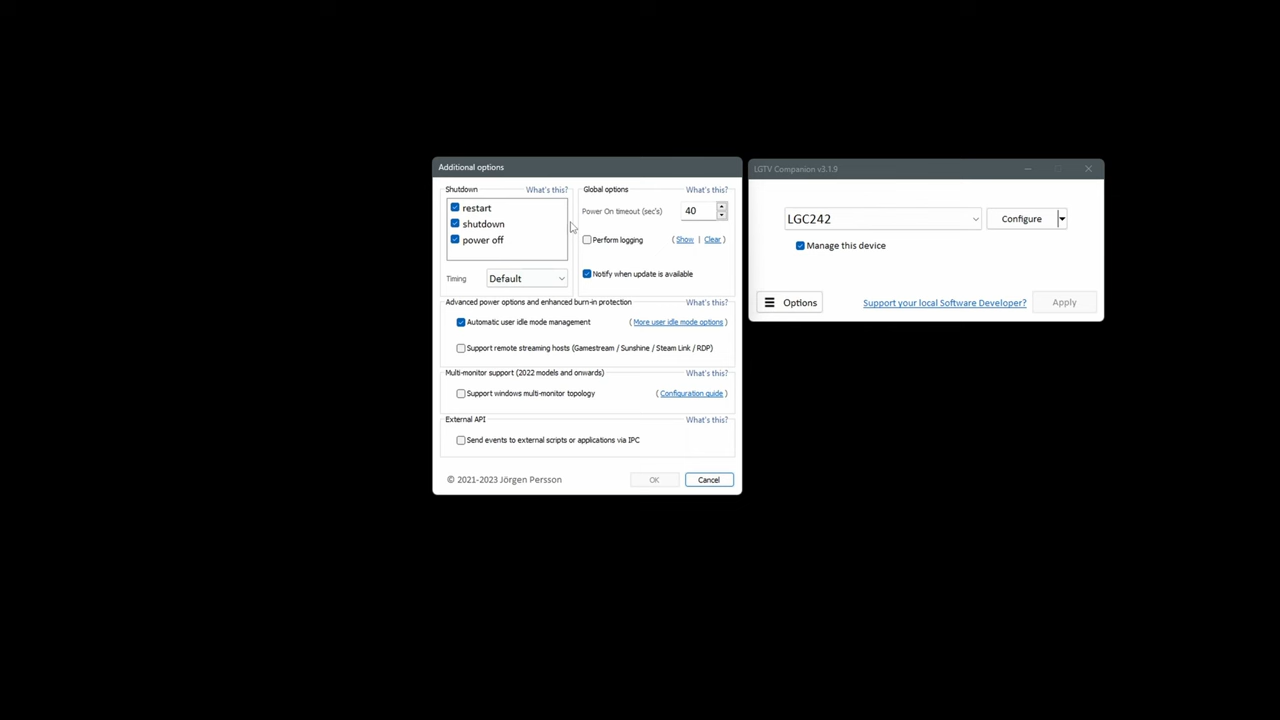 Additional options
Shutdown What's this?
restart
shutdown
power off
Timing Default
Global options What's this?
Power On timeout (sec's) 40
Perform logging ( Show | Clear )
Notify when update is available
Advanced power options and enhanced burn-in protection What's this?
Automatic user idle mode management ( More user idle mode options )
Support remote streaming hosts (Gamestream / Sunshine / Steam Link / RDP)
Multi-monitor support (2022 models and onwards) What's this?
Support windows multi-monitor topology ( Configuration guide )
External API What's this?
Send events to external scripts or applications via IPC
© 2021-2023 Jörgen Persson OK Cancel
LGTV Companion v3.1.9
LGC242 Configure
Manage this device
Options Support your local Software Developer? Apply